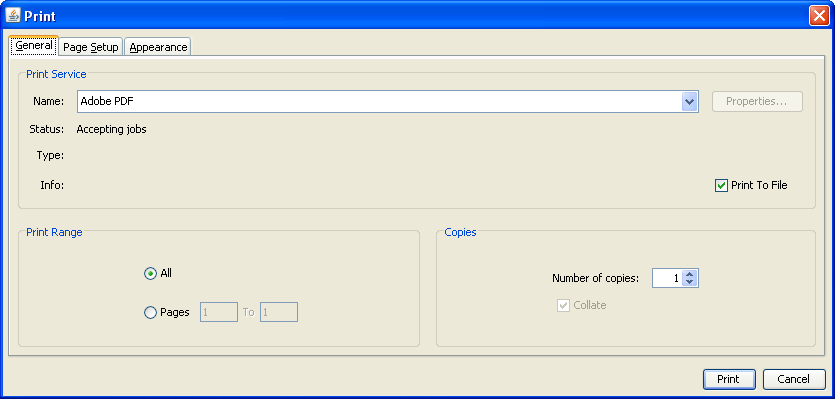 Print
General Page Setup Appearance
Print Service
Name: Adobe PDF Properties...
Status: Accepting jobs
Type:
Info: Print To File
Print Range Copies
All Number of copies: 1
Collate
Pages 1 To 1
Print Cancel